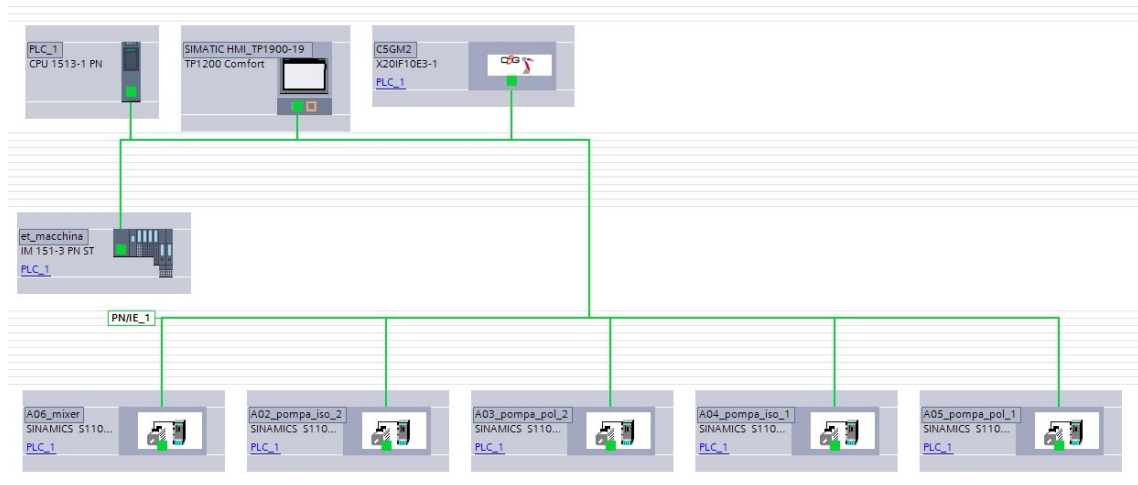 PLC_1
CPU 1513-1 PN
SIMATIC HMI_TP1900-19
TP1200 Comfort
C5GM2
X20IF10E3-1
PLC_1
C5G
et_macchina
IM 151-3 PN ST
PLC_1
PN/IE_1
A06_mixer
SINAMICS S110...
PLC_1
A02_pompa_iso_2
SINAMICS S110...
PLC_1
A03_pompa_pol_2
SINAMICS S110...
PLC_1
A04_pompa_iso_1
SINAMICS S110...
PLC_1
A05_pompa_pol_1
SINAMICS S110...
PLC_1